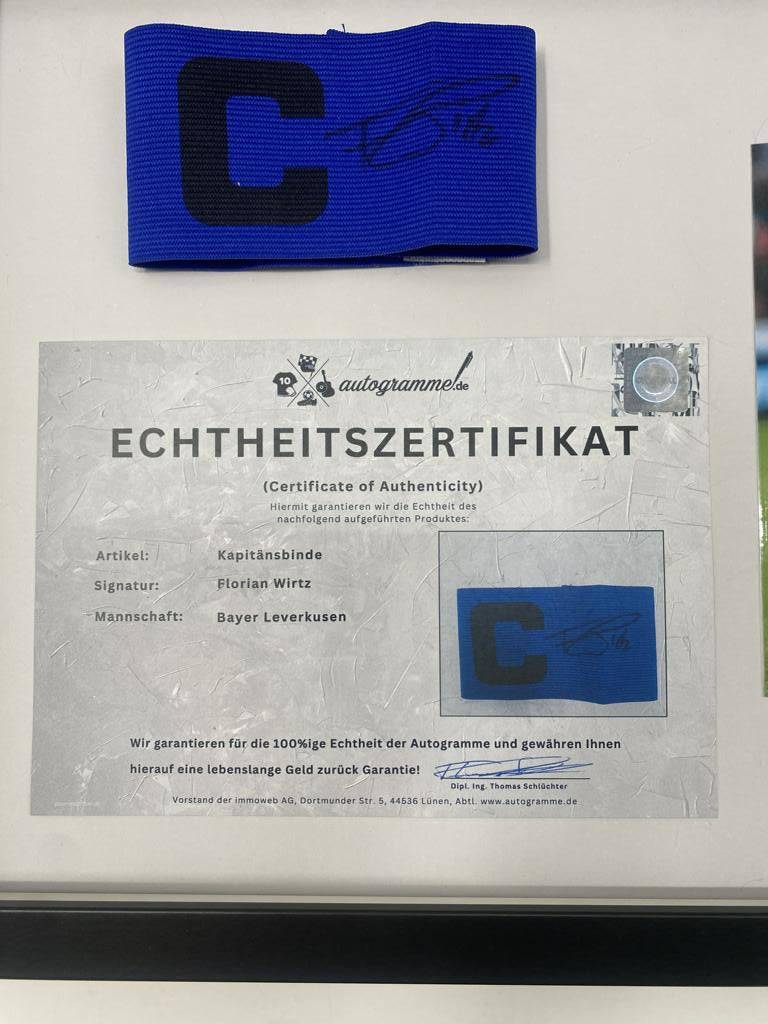 C
10
autogramme!.de
ECHTHEITSZERTIFIKAT
(Certificate of Authenticity)
Hiermit garantieren wir die Echtheit des
nachfolgend aufgeführten Produktes:
Artikel: Kapitänsbinde
Signatur: Florian Wirtz
Mannschaft: Bayer Leverkusen
C
Wir garantieren für die 100%ige Echtheit der Autogramme und gewähren Ihnen
hierauf eine lebenslange Geld zurück Garantie!
Dipl. Ing. Thomas Schlüchter
Vorstand der immoweb AG, Dortmunder Str. 5, 44536 Lünen, Abtl. www.autogramme.de